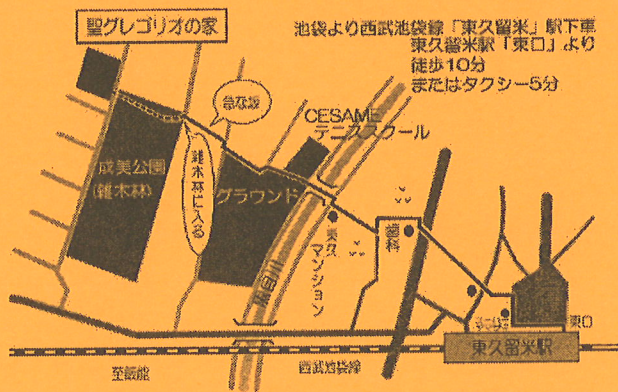 聖グレゴリオの家
池袋より西武池袋線「東久留米」駅下車
東久留米駅「東口」より
徒歩10分
またはタクシー5分
急な坂
CESAME
テニススクール
成美公園
(雑木林)
雑木林に入る
グラウンド
東久
マンション
歯科
黒目川
東口
東久留米駅
至飯能
西武池袋線